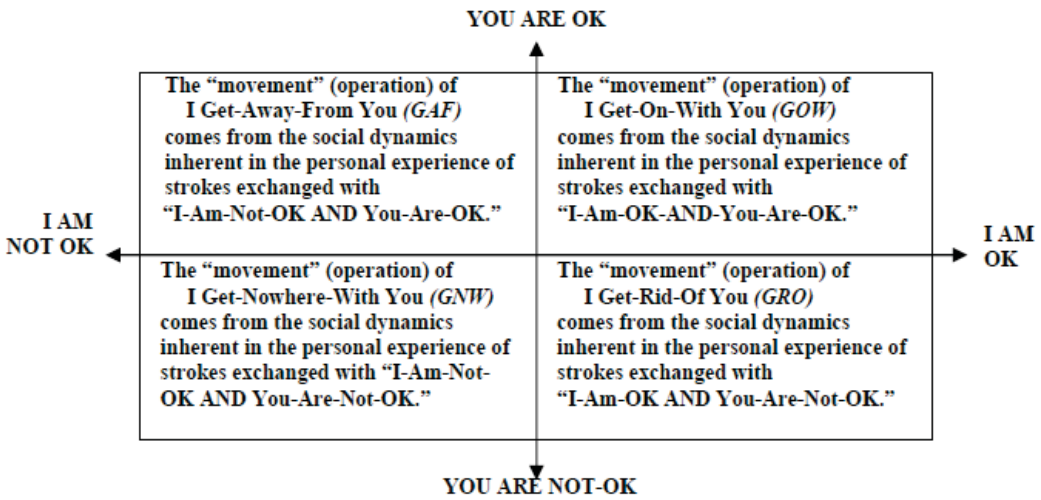 YOU ARE OK
The “movement” (operation) of
I Get-Away-From You (GAF)
comes from the social dynamics
inherent in the personal experience of
strokes exchanged with
“I-Am-Not-OK AND You-Are-OK.”
The “movement” (operation) of
I Get-On-With You (GOW)
comes from the social dynamics
inherent in the personal experience of
strokes exchanged with
“I-Am-OK-AND-You-Are-OK.”
I AM
NOT OK
I AM
OK
The “movement” (operation) of
I Get-Nowhere-With You (GNW)
comes from the social dynamics
inherent in the personal experience of
strokes exchanged with “I-Am-Not-
OK AND You-Are-Not-OK.”
The “movement” (operation) of
I Get-Rid-Of You (GRO)
comes from the social dynamics
inherent in the personal experience of
strokes exchanged with
“I-Am-OK AND You-Are-Not-OK.”
YOU ARE NOT-OK